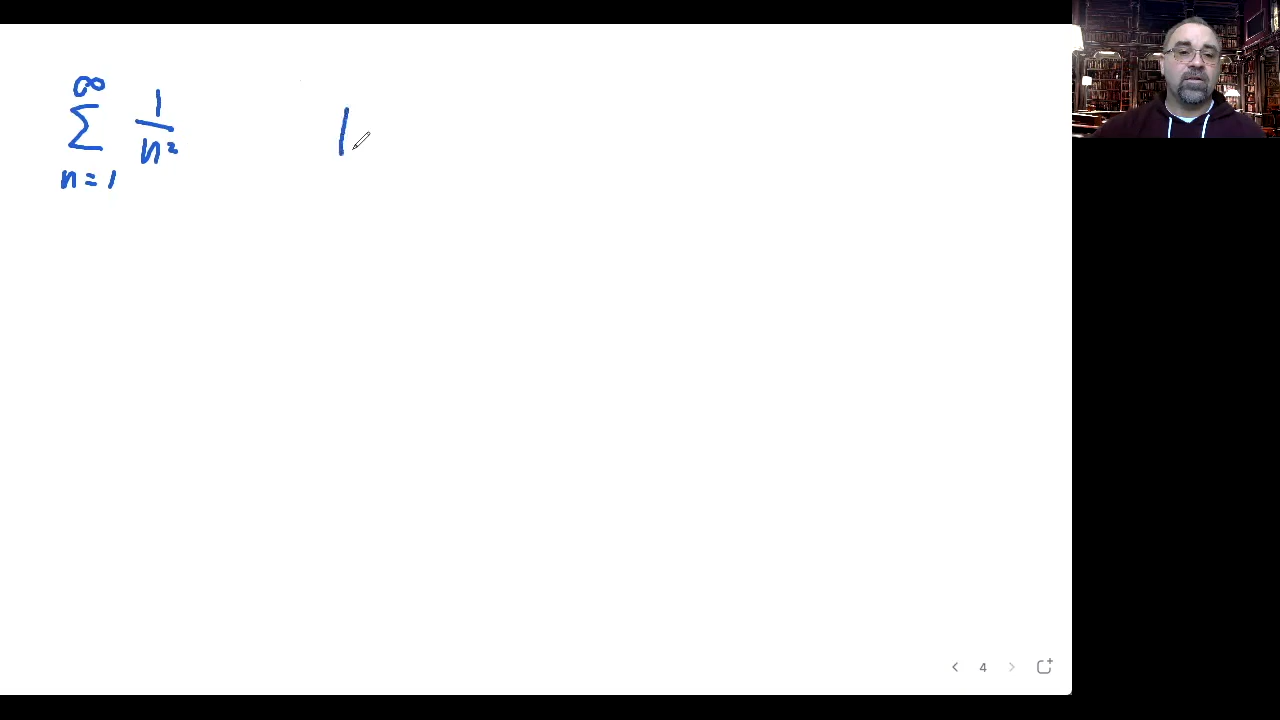 ∞
∑ 1/n²
n = 1
1
4